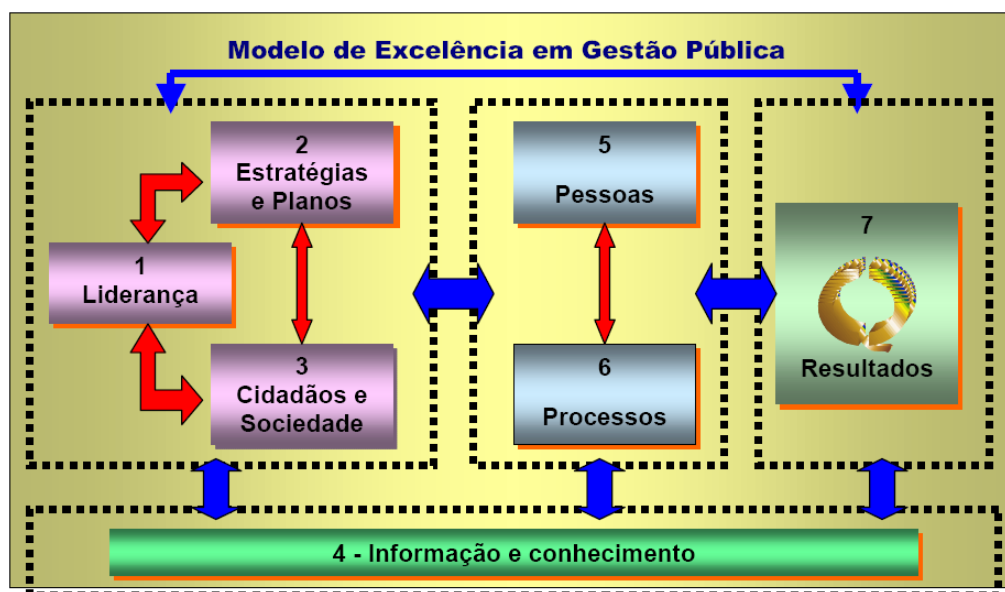 Modelo de Excelência em Gestão Pública
2
Estratégias
e Planos
1
Liderança
3
Cidadãos e
Sociedade
5
Pessoas
6
Processos
7
Resultados
4 - Informação e conhecimento